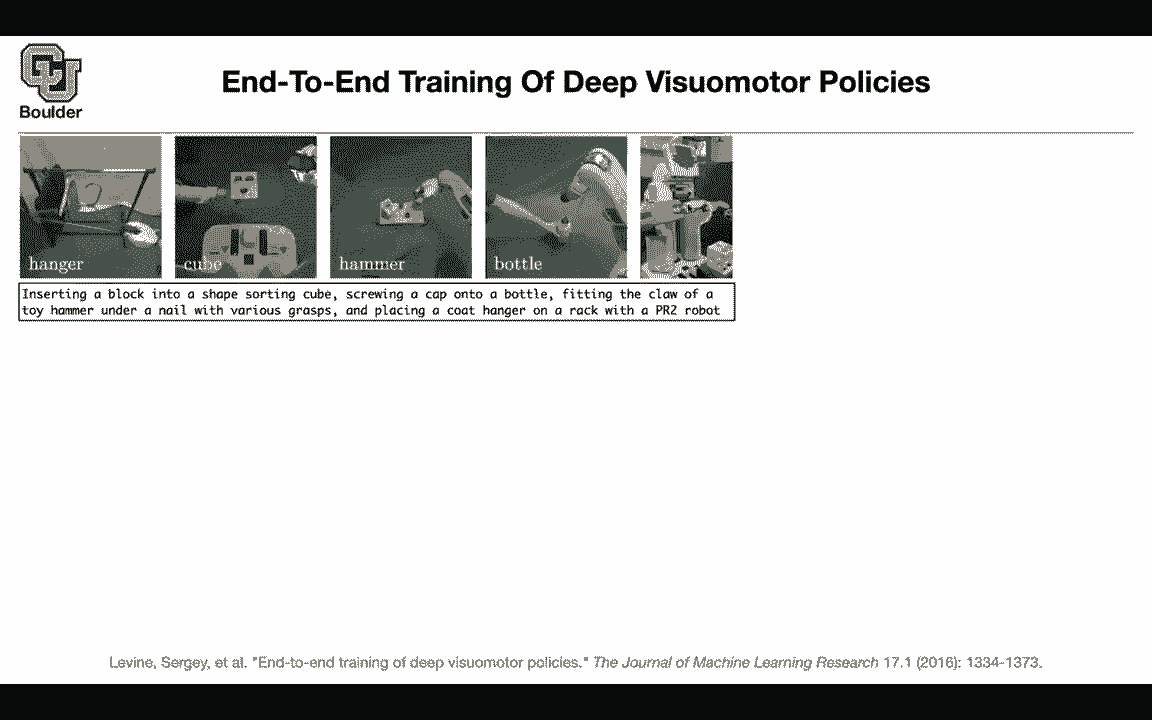 CU
Boulder
End-To-End Training Of Deep Visuomotor Policies
hanger
cube
hammer
bottle
Inserting a block into a shape sorting cube, screwing a cap onto a bottle, fitting the claw of a
toy hammer under a nail with various grasps, and placing a coat hanger on a rack with a PR2 robot
Levine, Sergey, et al. "End-to-end training of deep visuomotor policies." The Journal of Machine Learning Research 17.1 (2016): 1334-1373.